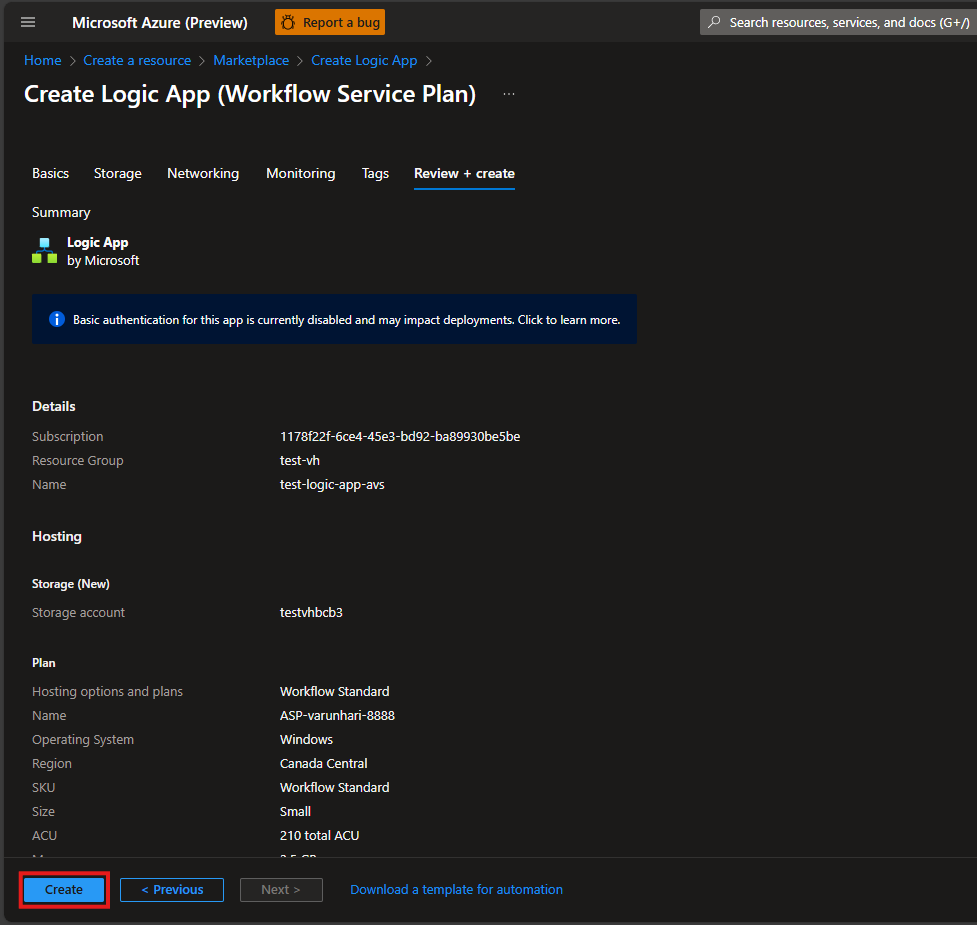 Microsoft Azure (Preview) Report a bug Search resources, services, and docs (G+/)
Home > Create a resource > Marketplace > Create Logic App >
Create Logic App (Workflow Service Plan) ...
Basics Storage Networking Monitoring Tags Review + create
Summary
Logic App
by Microsoft
Basic authentication for this app is currently disabled and may impact deployments. Click to learn more.
Details
Subscription 1178f22f-6ce4-45e3-bd92-ba89930be5be
Resource Group test-vh
Name test-logic-app-avs
Hosting
Storage (New)
Storage account testvhbcb3
Plan
Hosting options and plans Workflow Standard
Name ASP-varunhari-8888
Operating System Windows
Region Canada Central
SKU Workflow Standard
Size Small
ACU 210 total ACU
Create < Previous Next > Download a template for automation